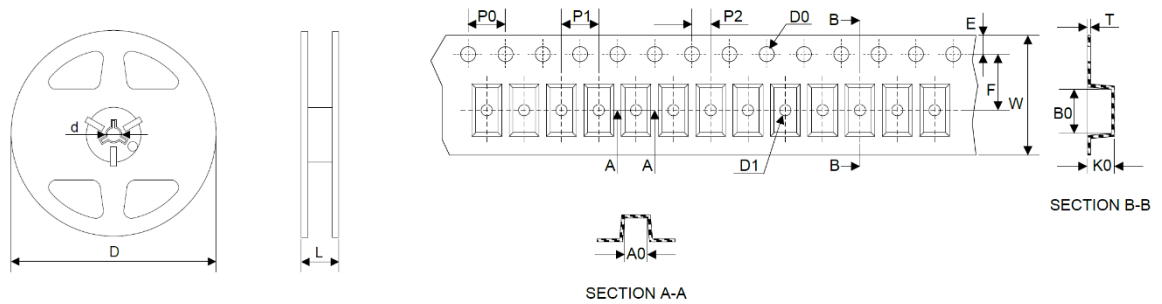 P0 P1 P2 D0 B E T
d F W B0
A A D1 B K0
SECTION B-B
D L A0
SECTION A-A